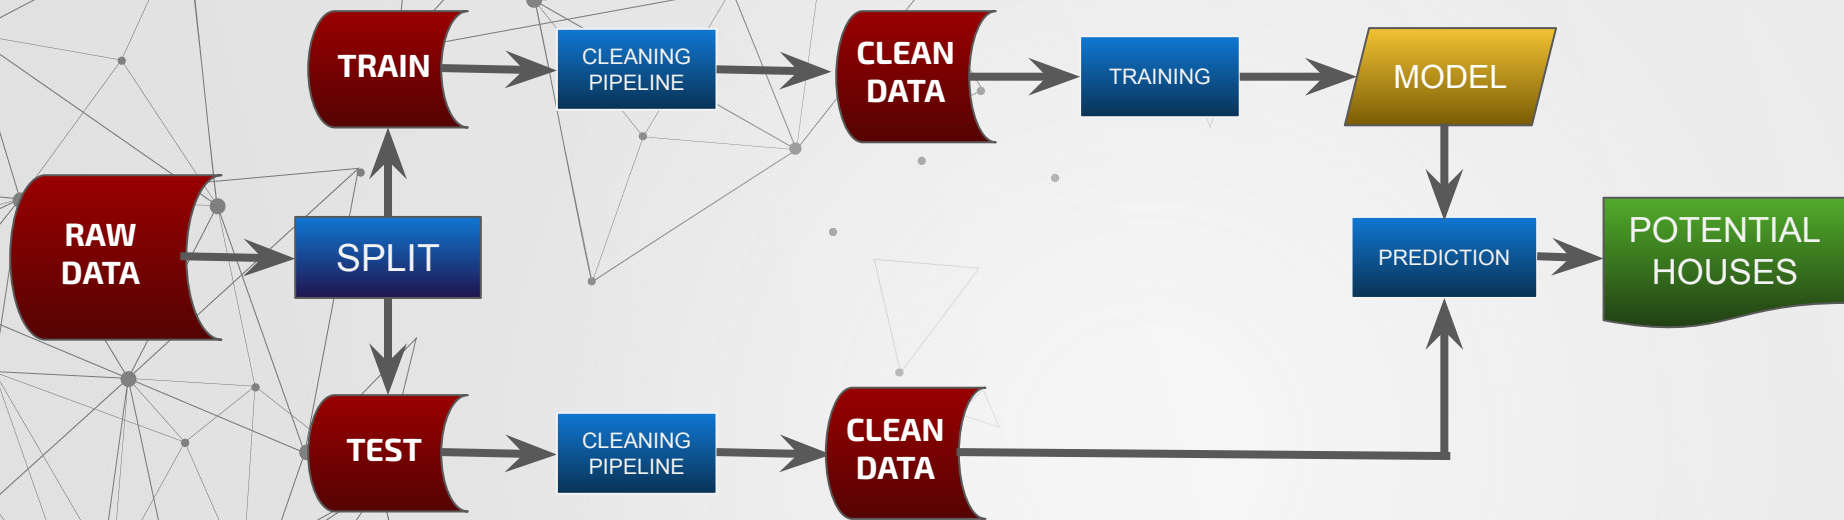 TRAIN
CLEANING
PIPELINE
CLEAN
DATA
TRAINING
MODEL
RAW
DATA
SPLIT
PREDICTION
POTENTIAL
HOUSES
TEST
CLEANING
PIPELINE
CLEAN
DATA